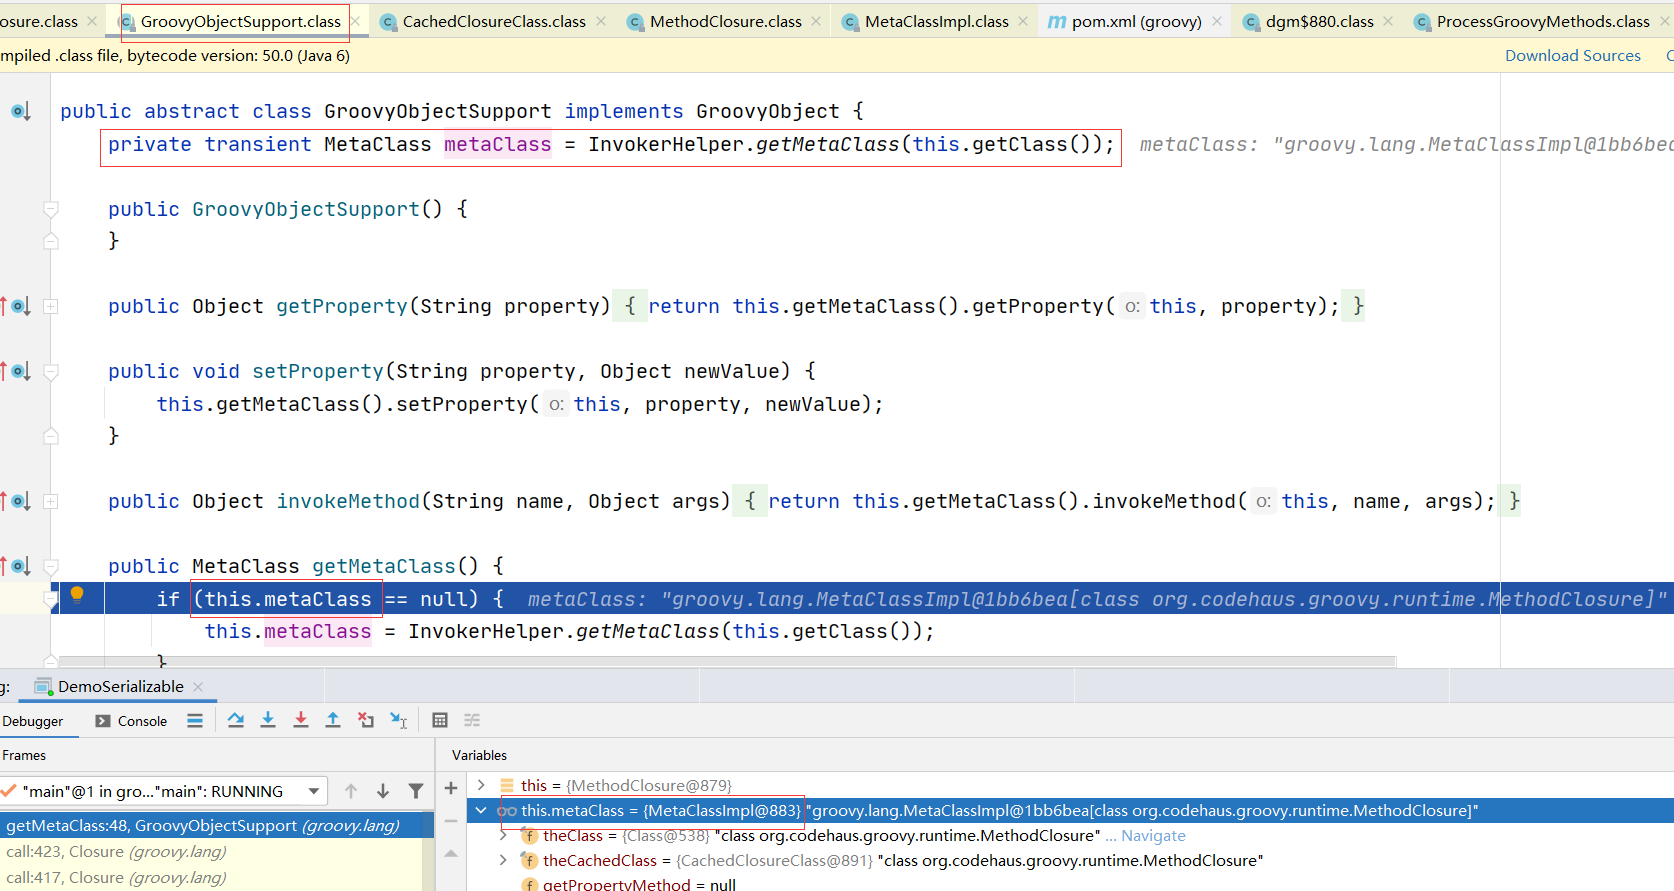 osure.class GroovyObjectSupport.class CachedClosureClass.class MethodClosure.class MetaClassImpl.class pom.xml (groovy) dgm$880.class ProcessGroovyMethods.class
mpiled .class file, bytecode version: 50.0 (Java 6) Download Sources
public abstract class GroovyObjectSupport implements GroovyObject {
private transient MetaClass metaClass = InvokerHelper.getMetaClass(this.getClass()); metaClass: "groovy.lang.MetaClassImpl@1bb6bea
public GroovyObjectSupport() {
}
public Object getProperty(String property) { return this.getMetaClass().getProperty( o: this, property); }
public void setProperty(String property, Object newValue) {
this.getMetaClass().setProperty( o: this, property, newValue);
}
public Object invokeMethod(String name, Object args) { return this.getMetaClass().invokeMethod( o: this, name, args); }
public MetaClass getMetaClass() {
if (this.metaClass == null) { metaClass: "groovy.lang.MetaClassImpl@1bb6bea[class org.codehaus.groovy.runtime.MethodClosure]"
this.metaClass = InvokerHelper.getMetaClass(this.getClass());
}
g: DemoSerializable
Debugger Console
Frames Variables
"main"@1 in gro..."main": RUNNING
this = {MethodClosure@879}
this.metaClass = {MetaClassImpl@883} "groovy.lang.MetaClassImpl@1bb6bea[class org.codehaus.groovy.runtime.MethodClosure]"
getMetaClass:48, GroovyObjectSupport (groovy.lang)
theClass = {Class@538} "class org.codehaus.groovy.runtime.MethodClosure" ... Navigate
call:423, Closure (groovy.lang)
theCachedClass = {CachedClosureClass@891} "class org.codehaus.groovy.runtime.MethodClosure"
call:417, Closure (groovy.lang)
getPropertyMethod = null